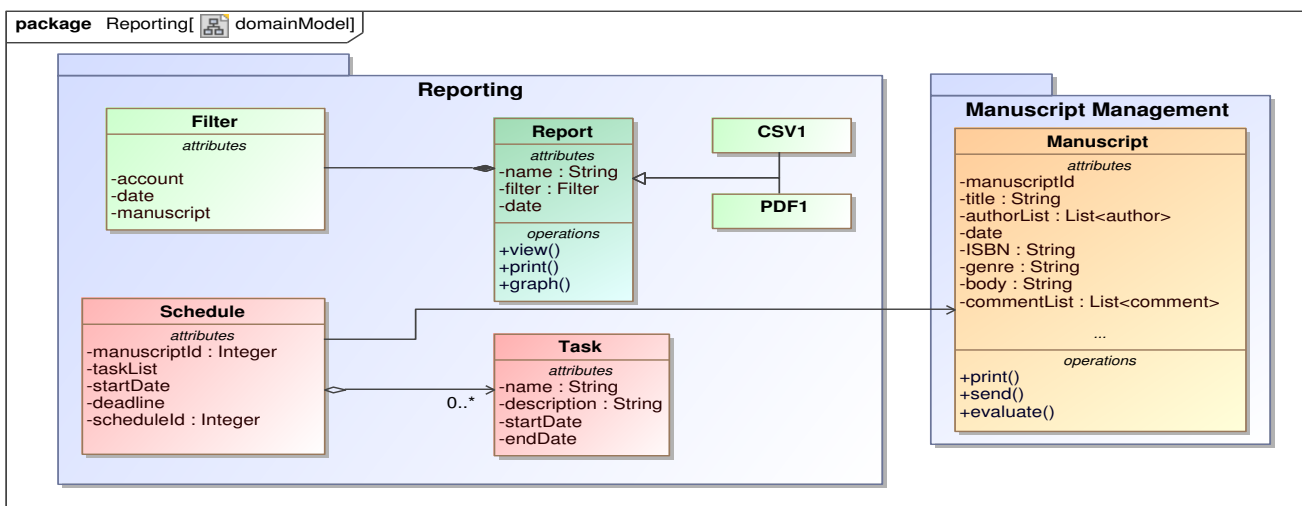 package Reporting[ domainModel]
Reporting
Filter
attributes
-account
-date
-manuscript
Report
attributes
-name : String
-filter : Filter
-date
operations
+view()
+print()
+graph()
CSV1
PDF1
Schedule
attributes
-manuscriptId : Integer
-taskList
-startDate
-deadline
-scheduleId : Integer
0..*
Task
attributes
-name : String
-description : String
-startDate
-endDate
Manuscript Management
Manuscript
attributes
-manuscriptId
-title : String
-authorList : List<author>
-date
-ISBN : String
-genre : String
-body : String
-commentList : List<comment>
...
operations
+print()
+send()
+evaluate()